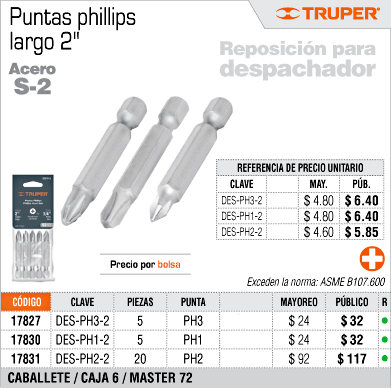 Puntas phillips
largo 2"
TRUPER
Acero
S-2
Reposición para
despachador
REFERENCIA DE PRECIO UNITARIO
CLAVE MAY. PÚB.
DES-PH3-2 $ 4.80 $ 6.40
DES-PH1-2 $ 4.80 $ 6.40
DES-PH2-2 $ 4.60 $ 5.85
TRUPER
Precio por bolsa
Exceden la norma: ASME B107.600
CÓDIGO CLAVE PIEZAS PUNTA MAYOREO PÚBLICO R
17827 DES-PH3-2 5 PH3 $ 24 $ 32
17830 DES-PH1-2 5 PH1 $ 24 $ 32
17831 DES-PH2-2 20 PH2 $ 92 $ 117
CABALLETE / CAJA 6 / MASTER 72